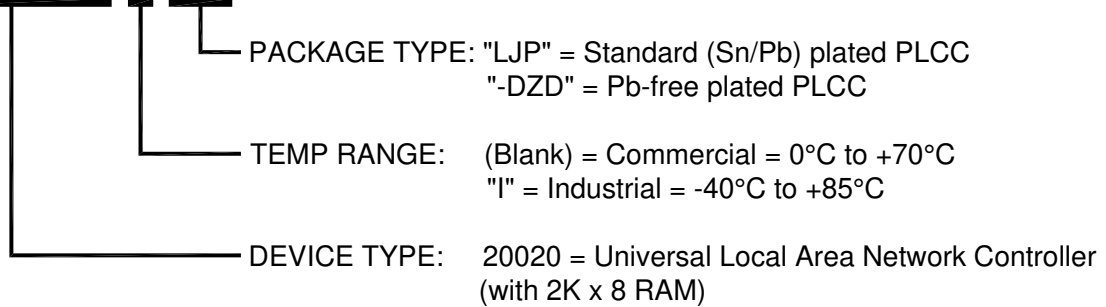 PACKAGE TYPE: "LJP" = Standard (Sn/Pb) plated PLCC
"-DZD" = Pb-free plated PLCC
TEMP RANGE: (Blank) = Commercial = 0°C to +70°C
"I" = Industrial = -40°C to +85°C
DEVICE TYPE: 20020 = Universal Local Area Network Controller
(with 2K x 8 RAM)